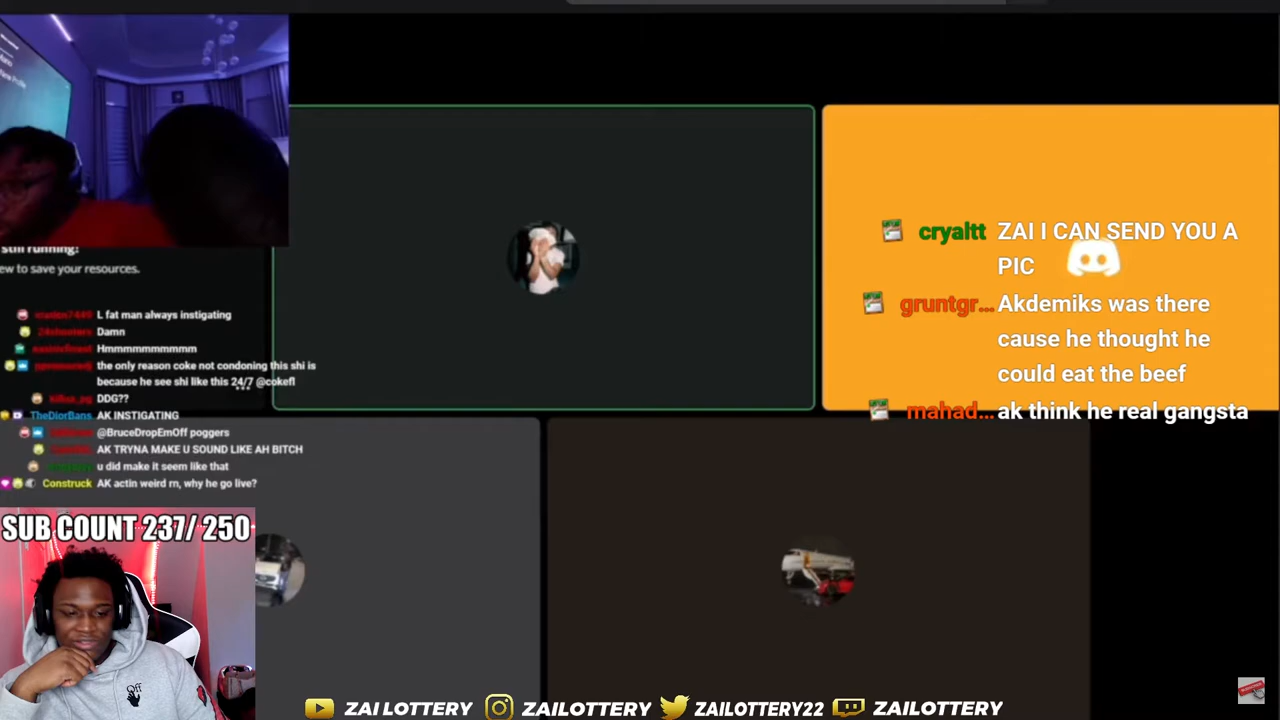 still running!
ew to save your resources.
L fat man always instigating
Damn
Hmmmmmmmmmm
the only reason coke not condoning this shi is
because he see shi like this 24/7 @cokefl
DDG??
TheDiorBans AK INSTIGATING
@BruceDropEmOff poggers
AK TRYNA MAKE U SOUND LIKE AH BITCH
u did make it seem like that
Construck AK actin weird rn, why he go live?
cryaltt ZAI I CAN SEND YOU A
PIC
gruntgr... Akdemiks was there
cause he thought he
could eat the beef
mahad... ak think he real gangsta
SUB COUNT 237/ 250
Off
ZAI LOTTERY ZAILOTTERY ZAILOTTERY22 ZAILOTTERY